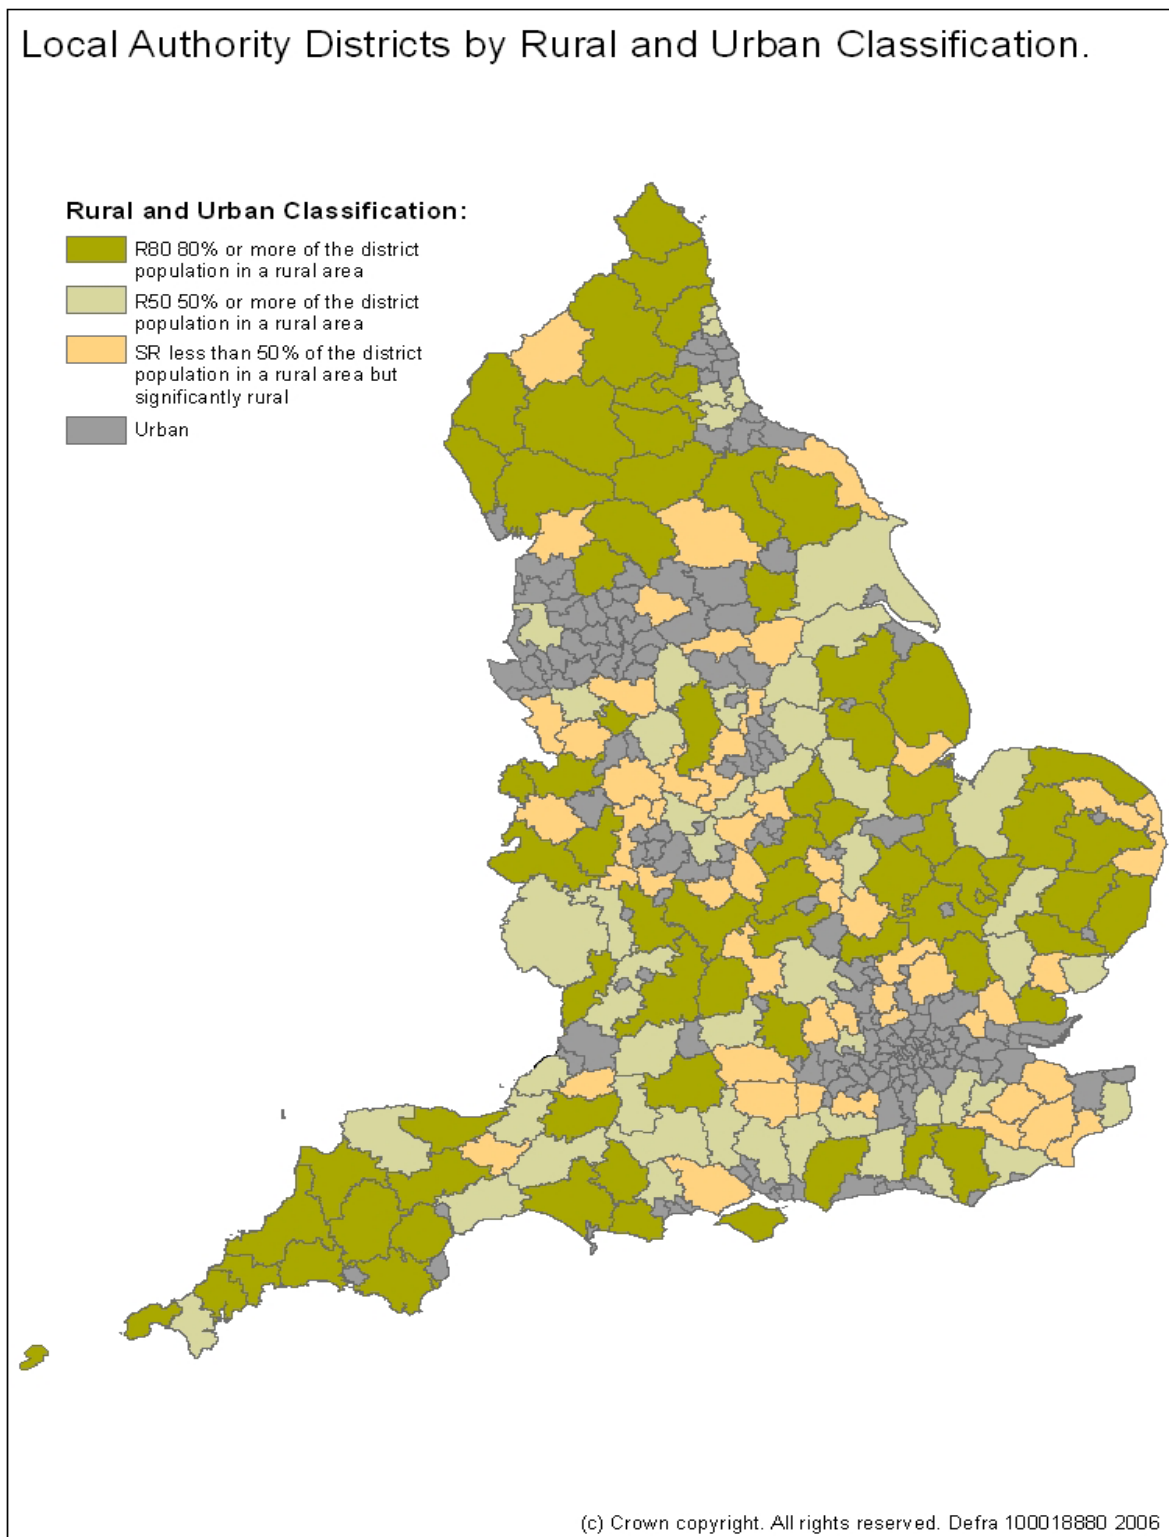 Local Authority Districts by Rural and Urban Classification.
Rural and Urban Classification:
R80 80% or more of the district
population in a rural area
R50 50% or more of the district
population in a rural area
SR less than 50% of the district
population in a rural area but
significantly rural
Urban
(c) Crown copyright. All rights reserved. Defra 100018880 2006